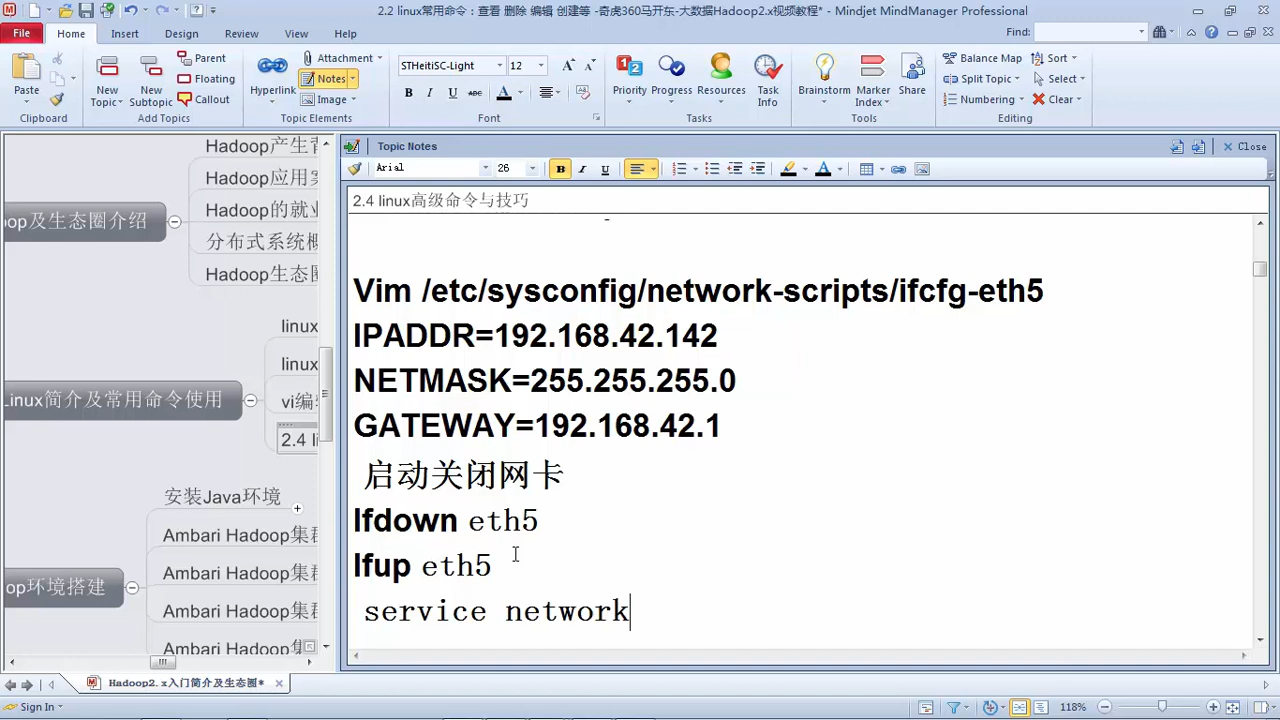 2.2 linux常用命令：查看 删除 编辑 创建等 -奇虎360马开东-大数据Hadoop2.x视频教程* - Mindjet MindManager Professional
File Home Insert Design Review View Help Find:
Paste
Clipboard
New Topic
New Subtopic
Parent
Floating
Callout
Add Topics
Hyperlink
Attachment
Notes
Image
Topic Elements
STHeitiSC-Light 12
B I U ABC A
Font
Priority Progress Resources Task Info
Tasks
Brainstorm Marker Index Share
Tools
Balance Map Sort
Split Topic Select
Numbering Clear
Editing
Topic Notes Close
Arial 26 B I U A
2.4 linux高级命令与技巧
Hadoop产生背
Hadoop应用实
Hadoop的就业
分布式系统概
Hadoop生态圈
oop及生态圈介绍
linux
linux
vi编
2.4 li
Linux简介及常用命令使用
安装Java环境
Ambari Hadoop集
Ambari Hadoop集
Ambari Hadoop集
Ambari Hadoop集
op环境搭建
Vim /etc/sysconfig/network-scripts/ifcfg-eth5
IPADDR=192.168.42.142
NETMASK=255.255.255.0
GATEWAY=192.168.42.1
启动关闭网卡
Ifdown eth5
Ifup eth5
service network
Hadoop2.x入门简介及生态圈*
Sign In 118%